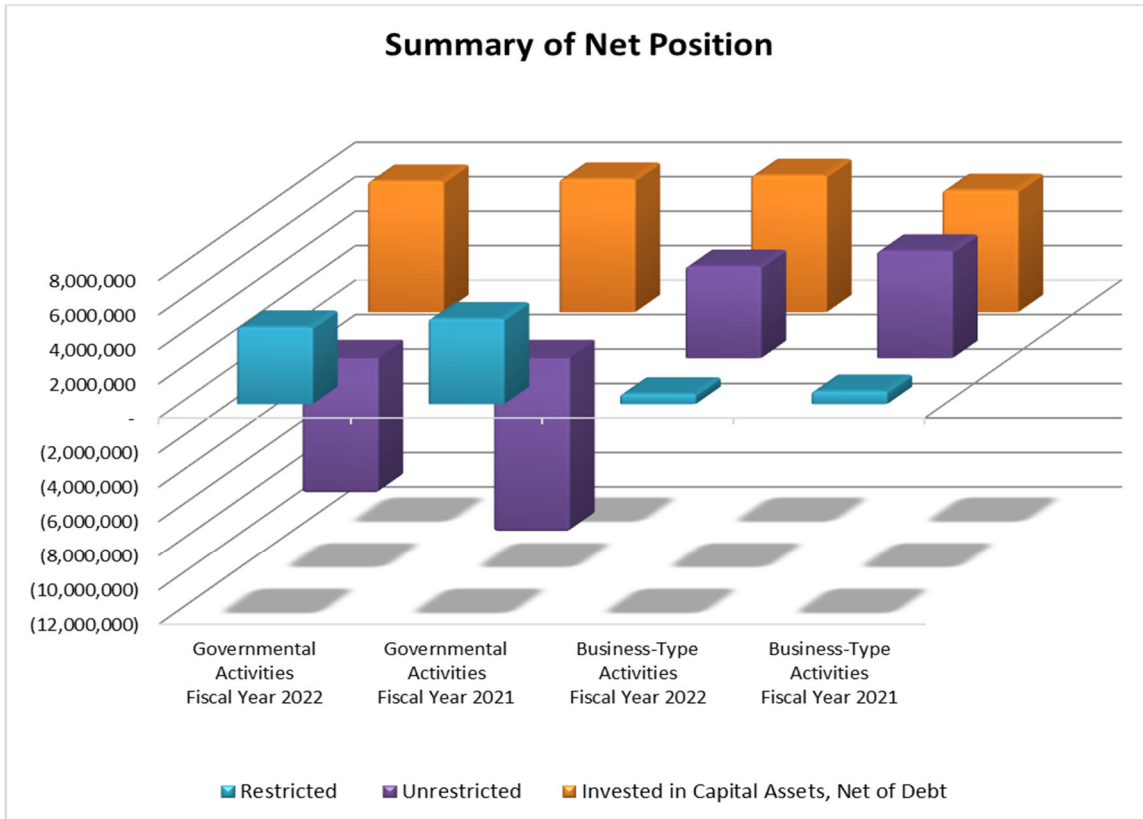 Summary of Net Position
8,000,000
6,000,000
4,000,000
2,000,000
-
(2,000,000)
(4,000,000)
(6,000,000)
(8,000,000)
(10,000,000)
(12,000,000)
Governmental
Activities
Fiscal Year 2022
Governmental
Activities
Fiscal Year 2021
Business-Type
Activities
Fiscal Year 2022
Business-Type
Activities
Fiscal Year 2021
Restricted
Unrestricted
Invested in Capital Assets, Net of Debt